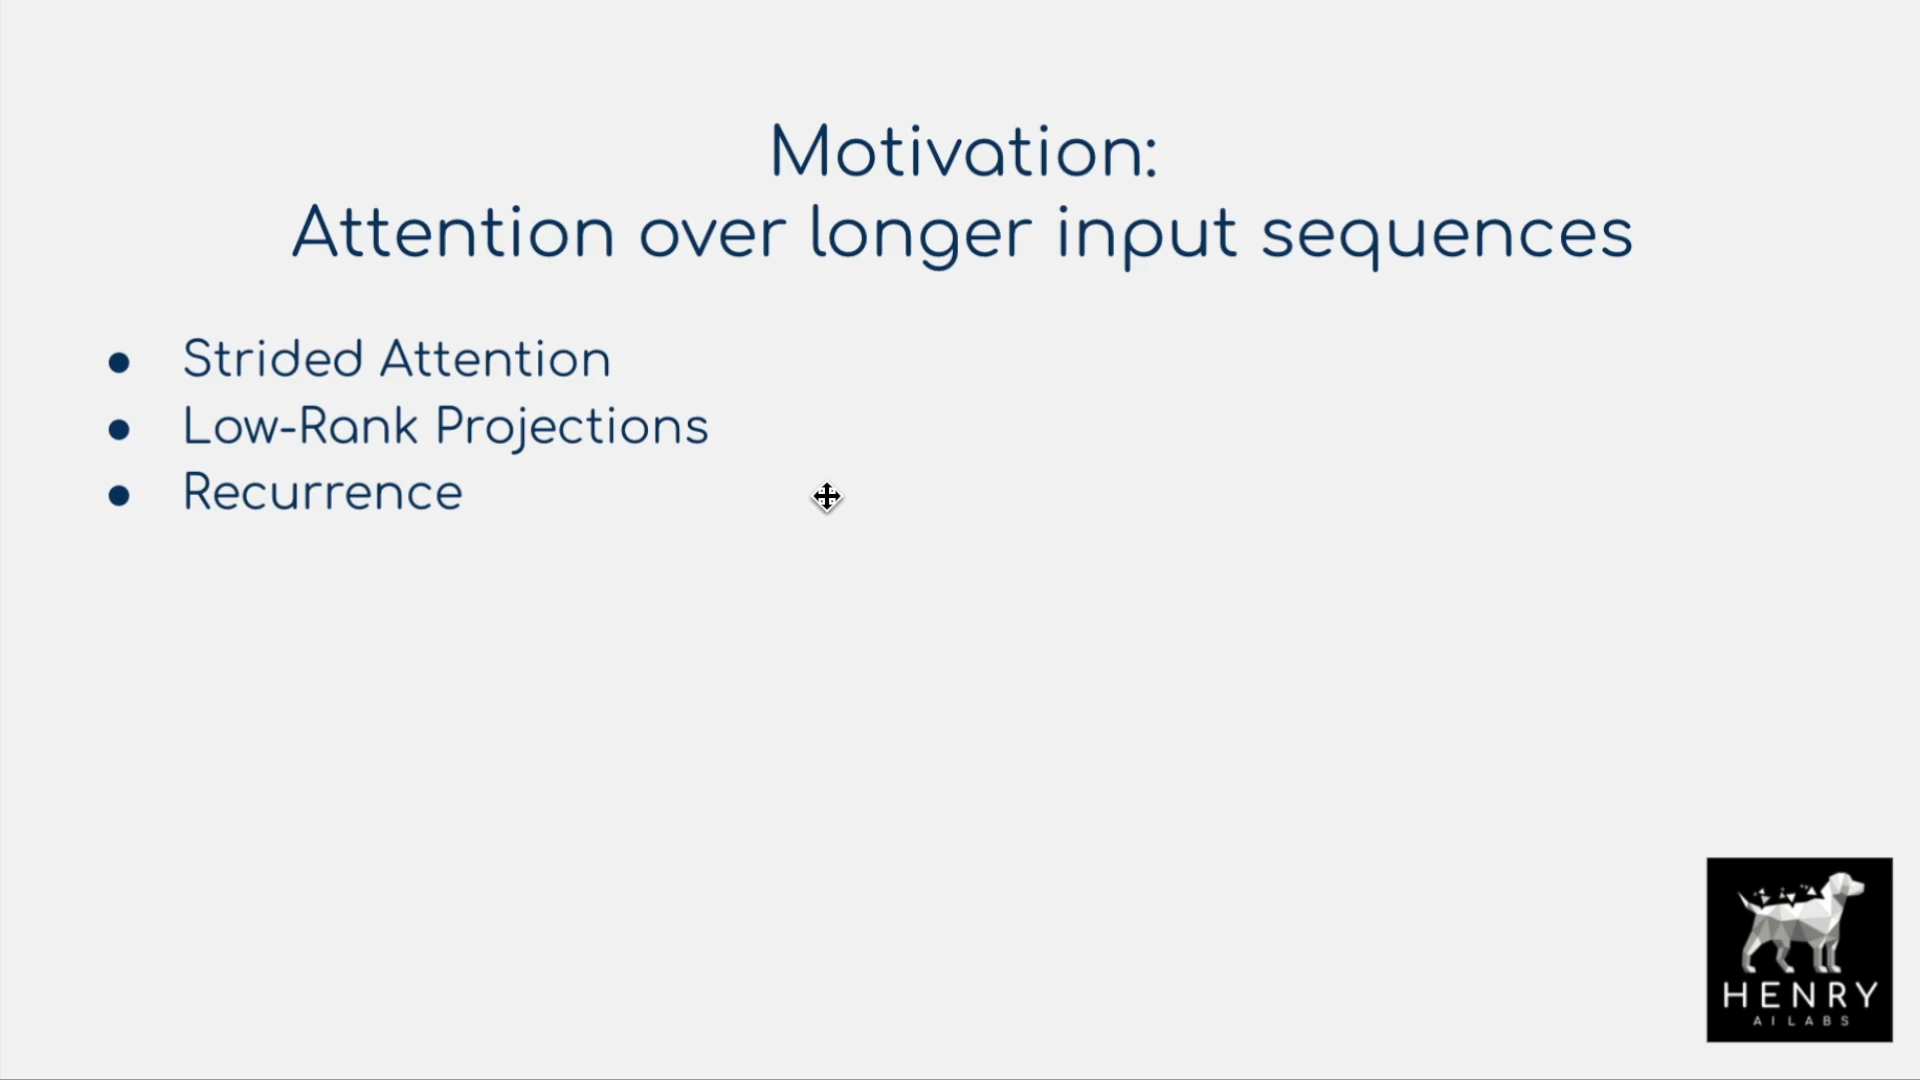 Motivation:
Attention over longer input sequences
● Strided Attention
● Low-Rank Projections
● Recurrence
HENRY
AI LABS